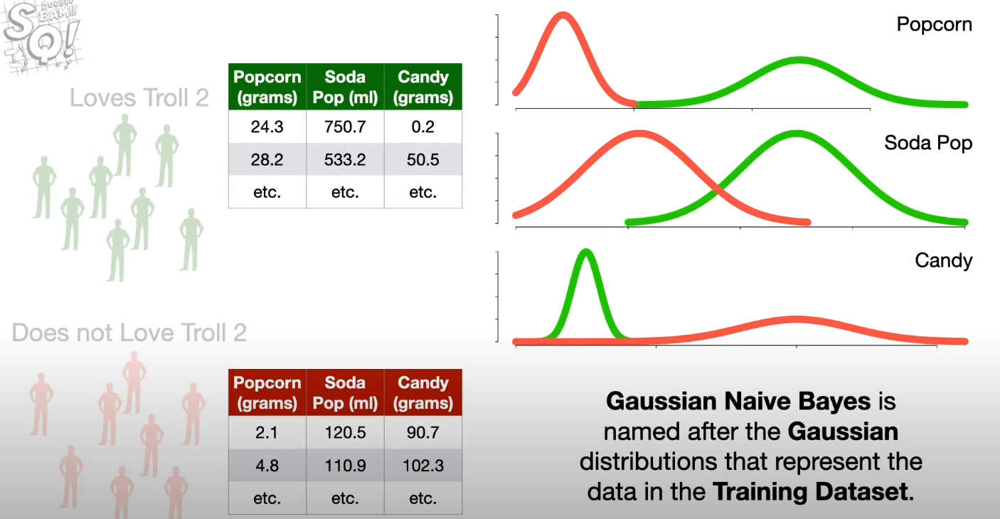 DOUBLE
BAM!!!
SQ!
Loves Troll 2
Popcorn (grams) Soda Pop (ml) Candy (grams)
24.3 750.7 0.2
28.2 533.2 50.5
etc. etc. etc.
Does not Love Troll 2
Popcorn (grams) Soda Pop (ml) Candy (grams)
2.1 120.5 90.7
4.8 110.9 102.3
etc. etc. etc.
Popcorn
Soda Pop
Candy
Gaussian Naive Bayes is
named after the Gaussian
distributions that represent the
data in the Training Dataset.